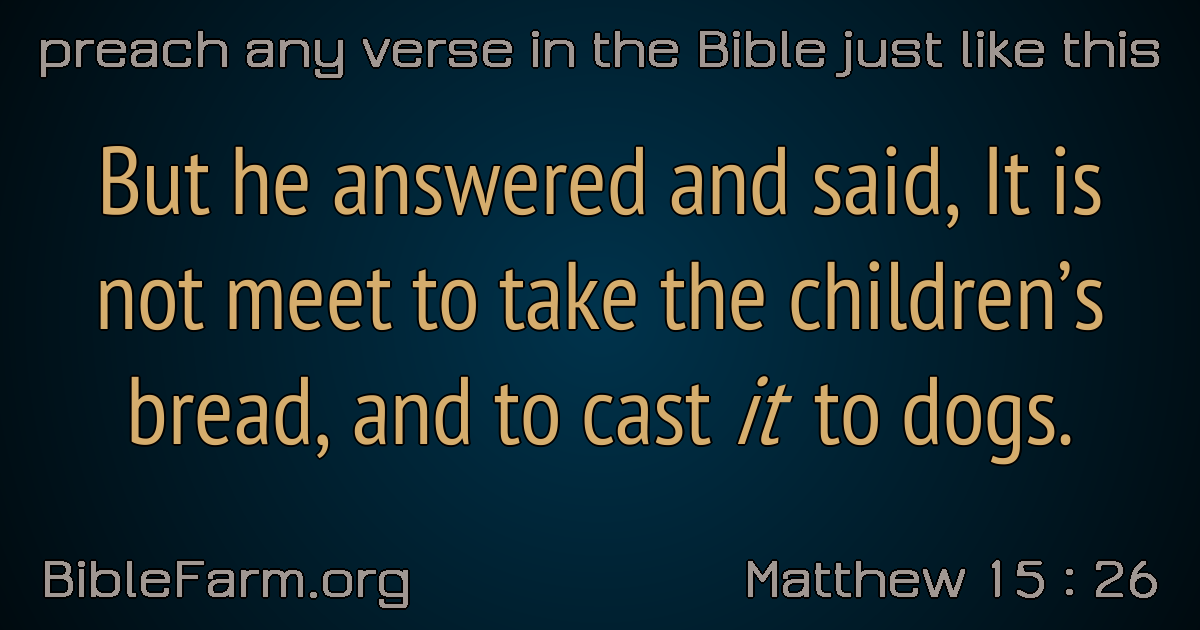 preach any verse in the Bible just like this
But he answered and said, It is
not meet to take the children’s
bread, and to cast it to dogs.
BibleFarm.org
Matthew 15 : 26